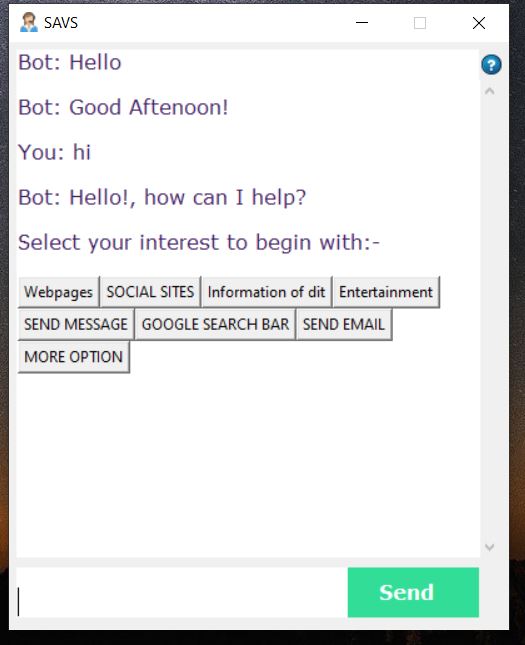 SAVS
?
Bot: Hello
Bot: Good Aftenoon!
You: hi
Bot: Hello!, how can I help?
Select your interest to begin with:-
Webpages SOCIAL SITES Information of dit Entertainment
SEND MESSAGE GOOGLE SEARCH BAR SEND EMAIL
MORE OPTION
Send